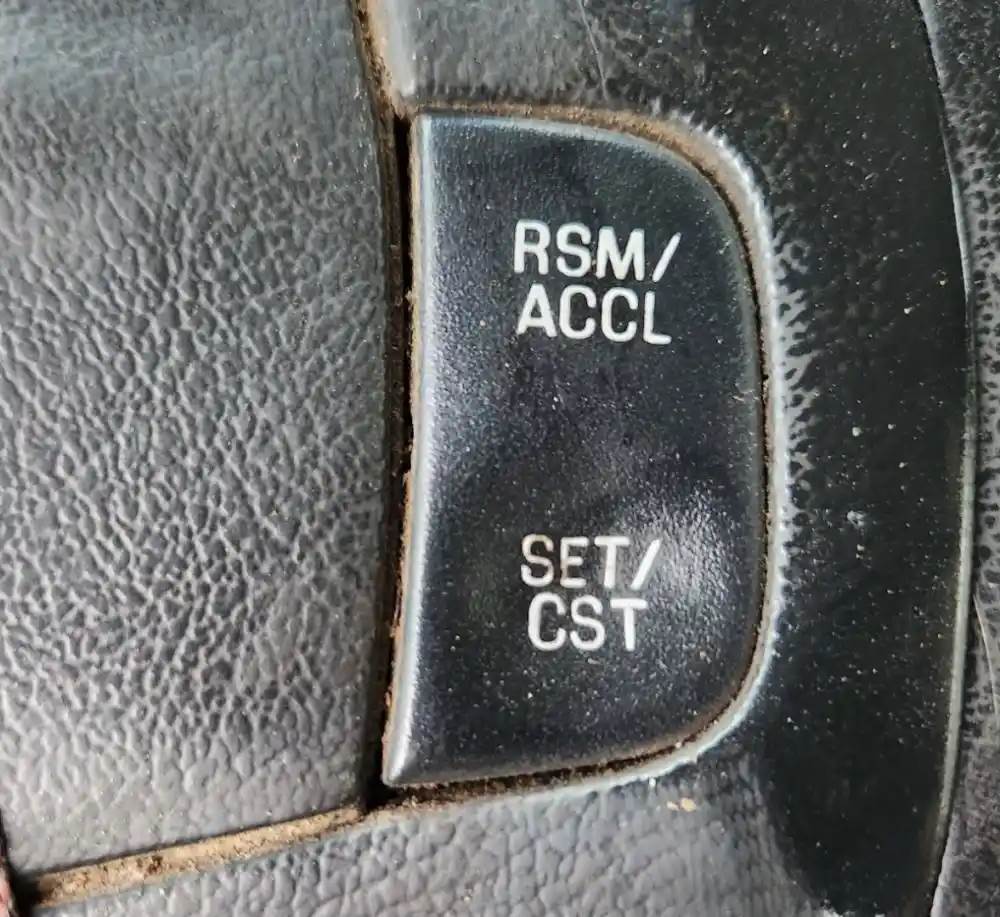 RSM/
ACCL
SET/
CST